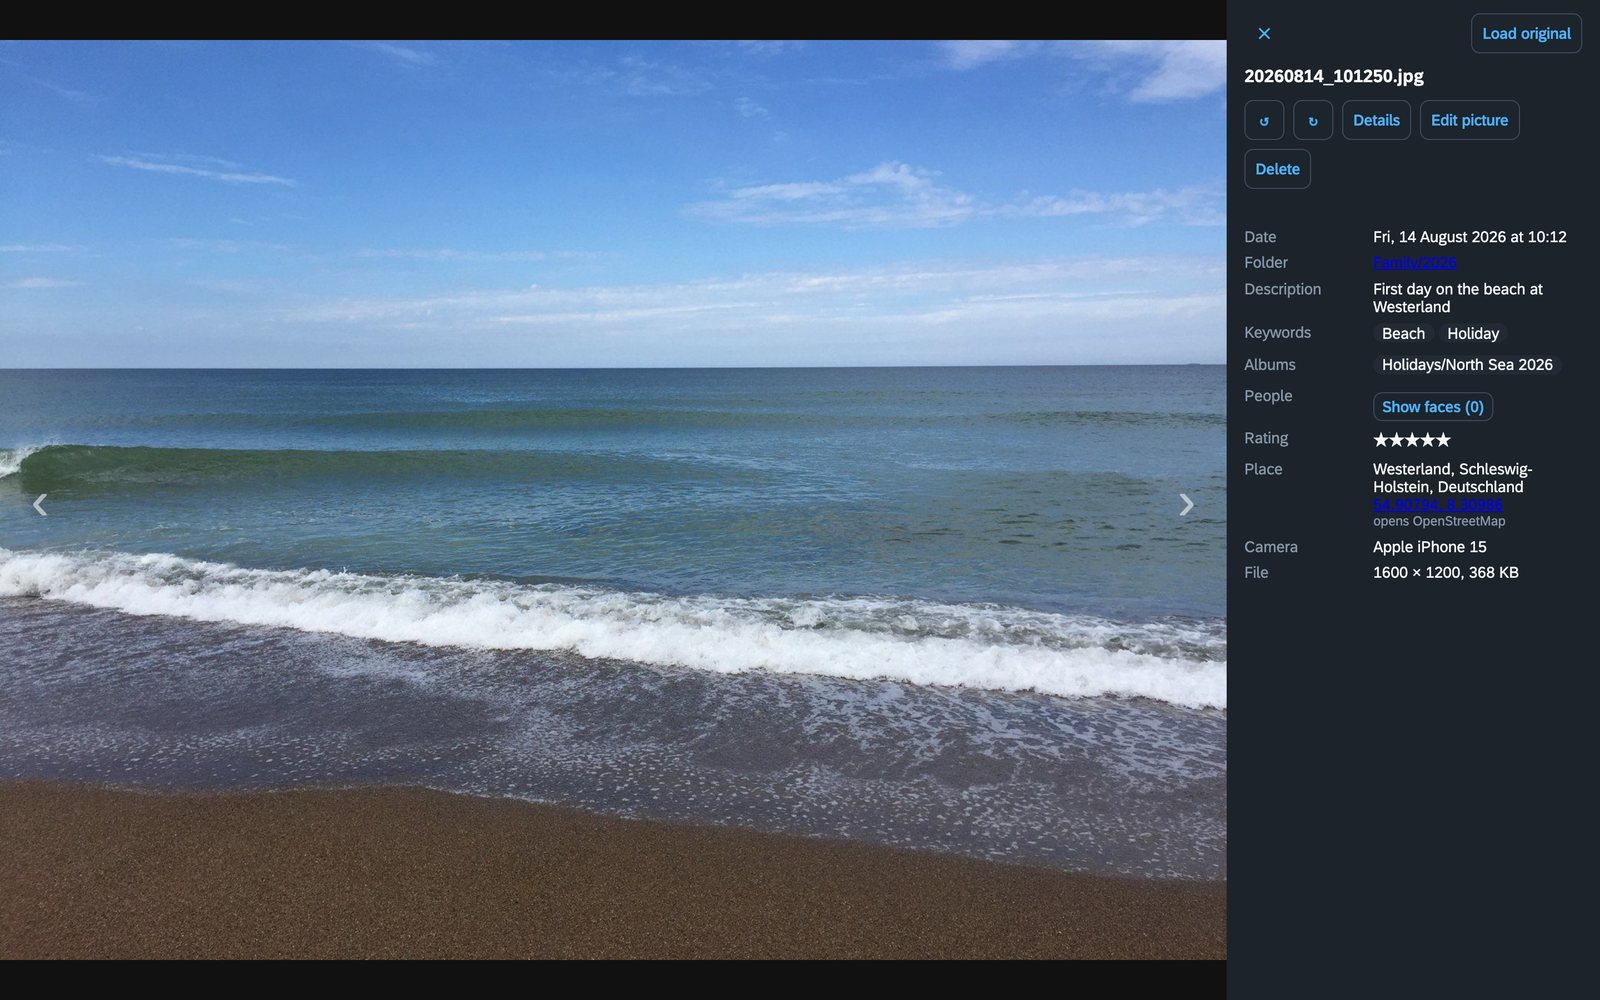 Load original
20260814_101250.jpg
Details
Edit picture
Delete
Date
Fri, 14 August 2026 at 10:12
Folder
Family/2026
Description
First day on the beach at
Westerland
Keywords
Beach
Holiday
Albums
Holidays/North Sea 2026
People
Show faces (0)
Rating
★★★★★
Place
Westerland, Schleswig-
Holstein, Deutschland
opens OpenStreetMap
Camera
Apple iPhone 15
File
1600 × 1200, 368 KB